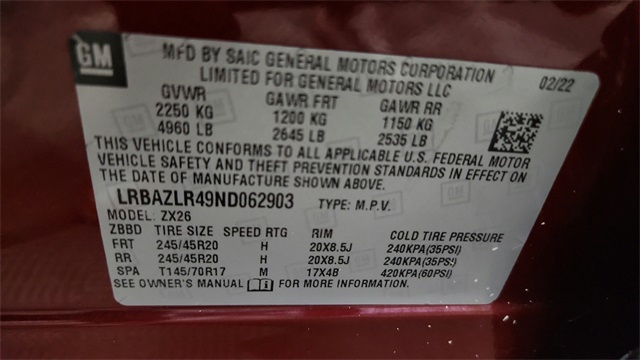 GM
MFD BY SAIC GENERAL MOTORS CORPORATION
LIMITED FOR GENERAL MOTORS LLC
02/22
GVWR GAWR FRT GAWR RR
2250 KG 1200 KG 1150 KG
4960 LB 2645 LB 2535 LB
THIS VEHICLE CONFORMS TO ALL APPLICABLE U.S. FEDERAL MOTOR
VEHICLE SAFETY AND THEFT PREVENTION STANDARDS IN EFFECT ON
THE DATE OF MANUFACTURE SHOWN ABOVE.
LRBAZLR49ND062903 TYPE: M.P.V.
MODEL: ZX26
ZBBD TIRE SIZE SPEED RTG RIM COLD TIRE PRESSURE
FRT 245/45R20 H 20X8.5J 240KPA(35PSI)
RR 245/45R20 H 20X8.5J 240KPA(35PSI)
SPA T145/70R17 M 17X4B 420KPA(60PSI)
SEE OWNER'S MANUAL FOR MORE INFORMATION.